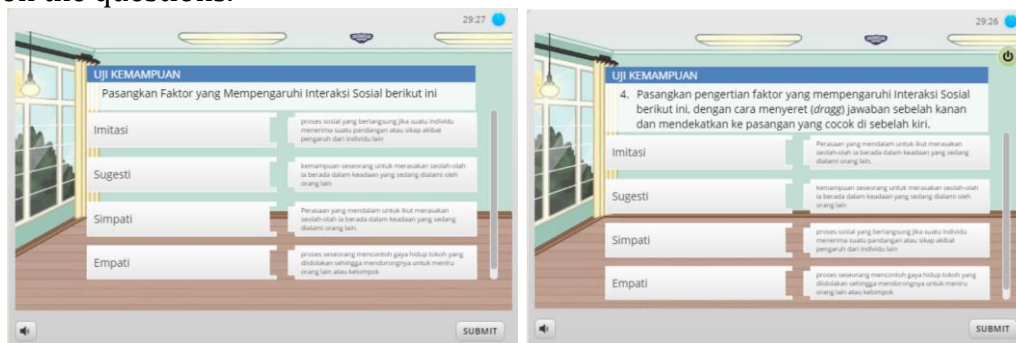 on the questions.
29:27
UJI KEMAMPUAN
Pasangkan Faktor yang Mempengaruhi Interaksi Sosial berikut ini
Imitasi
proses sosial yang berlangsung jika suatu individu
menerima suatu pandangan atau sikap akibat
pengaruh dari individu lain
Sugesti
kemampuan seseorang untuk merasakan seolah-olah
ia berada dalam keadaan yang sedang dialami oleh
orang lain
Simpati
Perasaan yang mendalam untuk ikut merasakan
seolah-olah ia berada dalam keadaan yang sedang
dialami orang lain.
Empati
proses seseorang mencontoh gaya hidup tokoh yang
diidolakan sehingga mendorongnya untuk meniru
orang lain atau kelompok
SUBMIT
29:26
UJI KEMAMPUAN
4. Pasangkan pengertian faktor yang mempengaruhi Interaksi Sosial
berikut ini, dengan cara menyeret (dragg) jawaban sebelah kanan
dan mendekatkan ke pasangan yang cocok di sebelah kiri.
Imitasi
Perasaan yang mendalam untuk ikut merasakan
seolah-olah ia berada dalam keadaan yang sedang
dialami orang lain.
Sugesti
kemampuan seseorang untuk merasakan seolah-olah
ia berada dalam keadaan yang sedang dialami oleh
orang lain
Simpati
proses sosial yang berlangsung jika suatu individu
menerima suatu pandangan atau sikap akibat
pengaruh dari individu lain
Empati
proses seseorang mencontoh gaya hidup tokoh yang
diidolakan sehingga mendorongnya untuk meniru
orang lain atau kelompok
SUBMIT